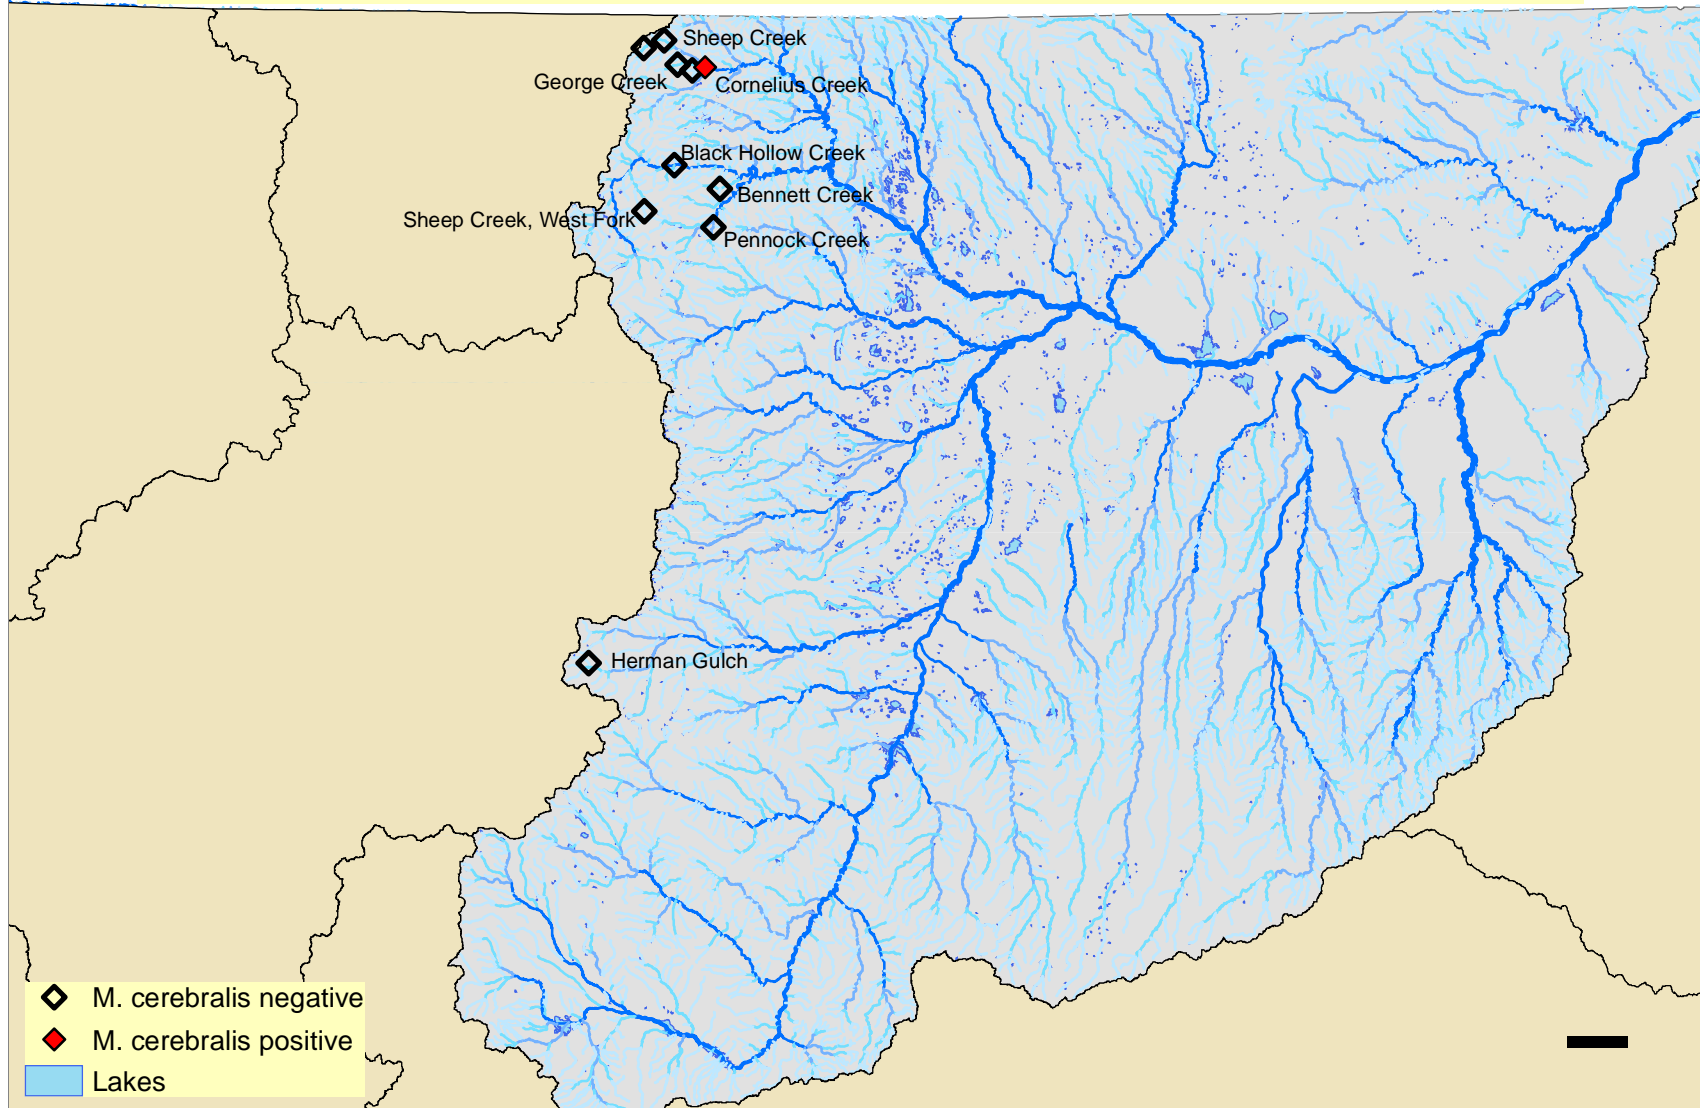 Sheep Creek
George Creek
Cornelius Creek
Black Hollow Creek
Bennett Creek
Sheep Creek, West Fork
Pennock Creek
Herman Gulch
M. cerebralis negative
M. cerebralis positive
Lakes